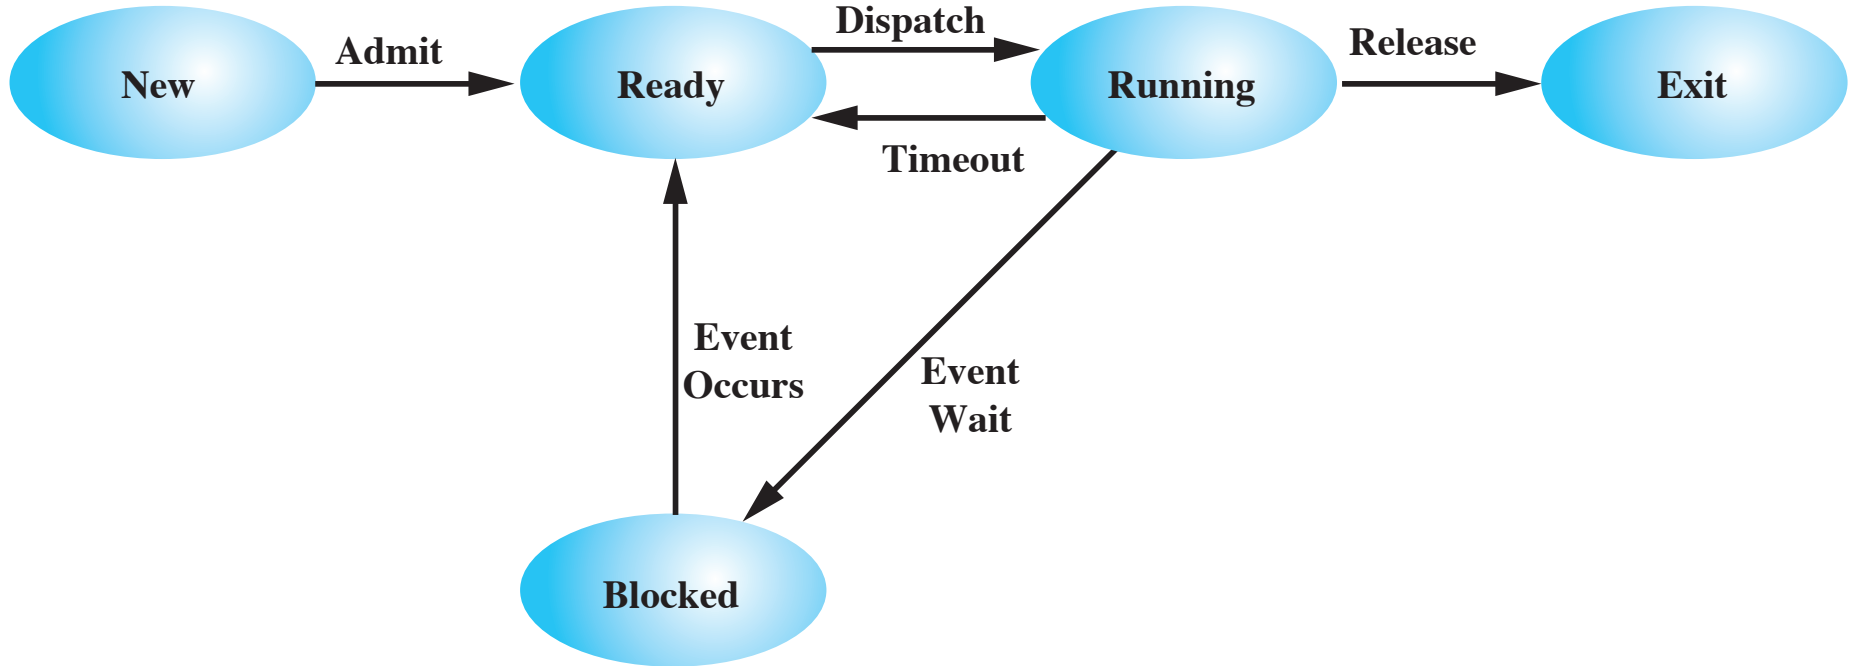 Dispatch
Admit
Release
New
Ready
Running
Exit
Timeout
Event
Occurs
Event
Wait
Blocked